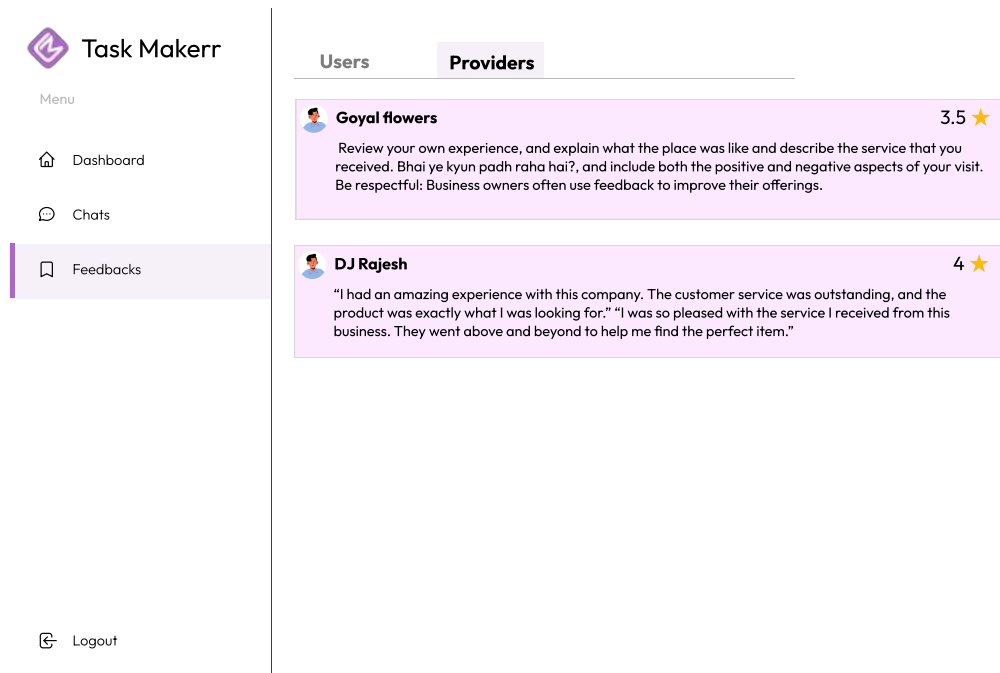 Task Makerr
Menu
Dashboard
Chats
Feedbacks
Logout
Users
Providers
Goyal flowers
3.5
Review your own experience, and explain what the place was like and describe the service that you
received. Bhai ye kyun padh raha hai?, and include both the positive and negative aspects of your visit.
Be respectful: Business owners often use feedback to improve their offerings.
DJ Rajesh
4
“I had an amazing experience with this company. The customer service was outstanding, and the
product was exactly what I was looking for.” “I was so pleased with the service I received from this
business. They went above and beyond to help me find the perfect item.”